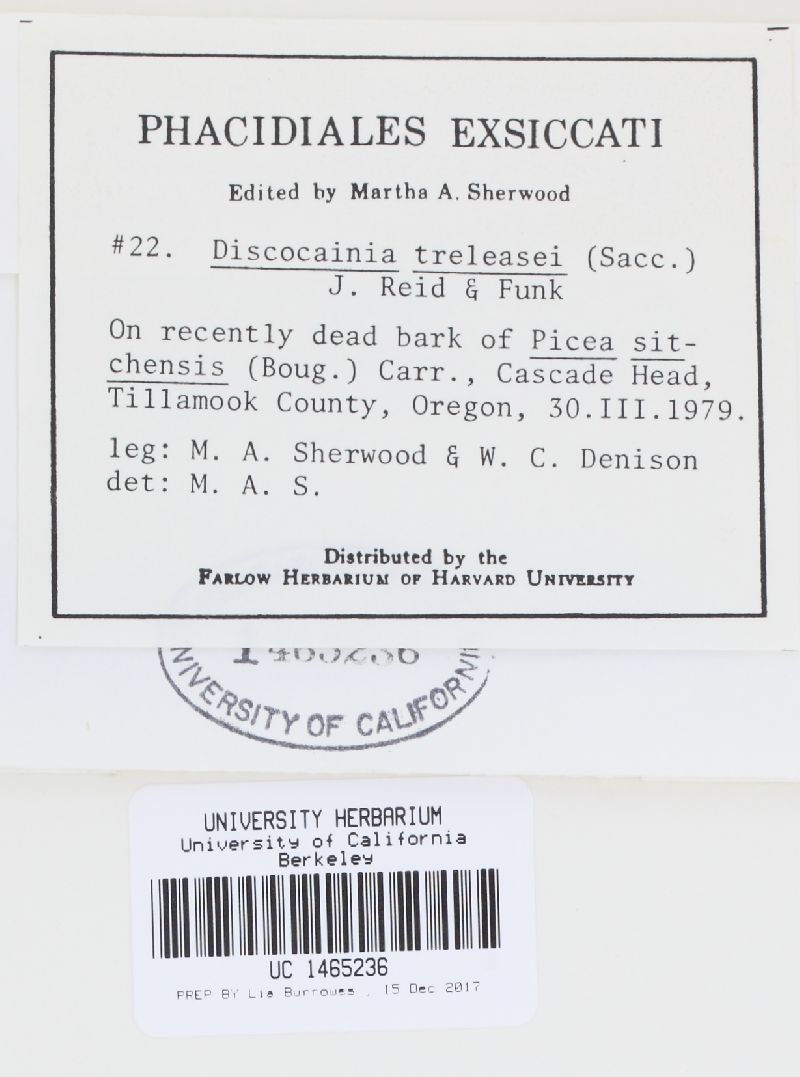 PHACIDIALES EXSICCATI
Edited by Martha A. Sherwood
#22. Discocainia treleasei (Sacc.)
J. Reid & Funk
On recently dead bark of Picea sit-
chensis (Boug.) Carr., Cascade Head,
Tillamook County, Oregon, 30.III.1979.
leg: M. A. Sherwood & W. C. Denison
det: M. A. S.
Distributed by the
FARLOW HERBARIUM OF HARVARD UNIVERSITY
1465236
UNIVERSITY OF CALIFORNI
UNIVERSITY HERBARIUM
University of California
Berkeley
UC 1465236
PREP BY Lia Burrowes , 15 Dec 2017